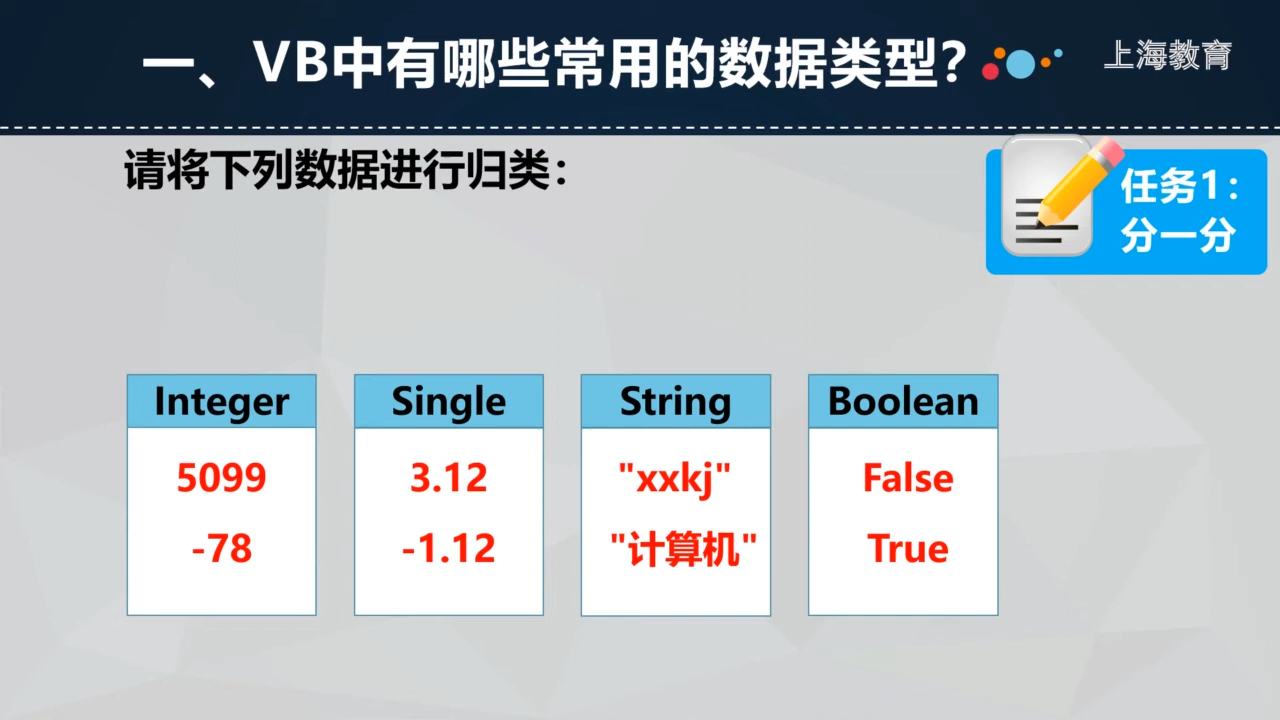 一、VB中有哪些常用的数据类型？
上海教育
请将下列数据进行归类：
任务1：
分一分
Integer
5099
-78
Single
3.12
-1.12
String
"xxkj"
"计算机"
Boolean
False
True